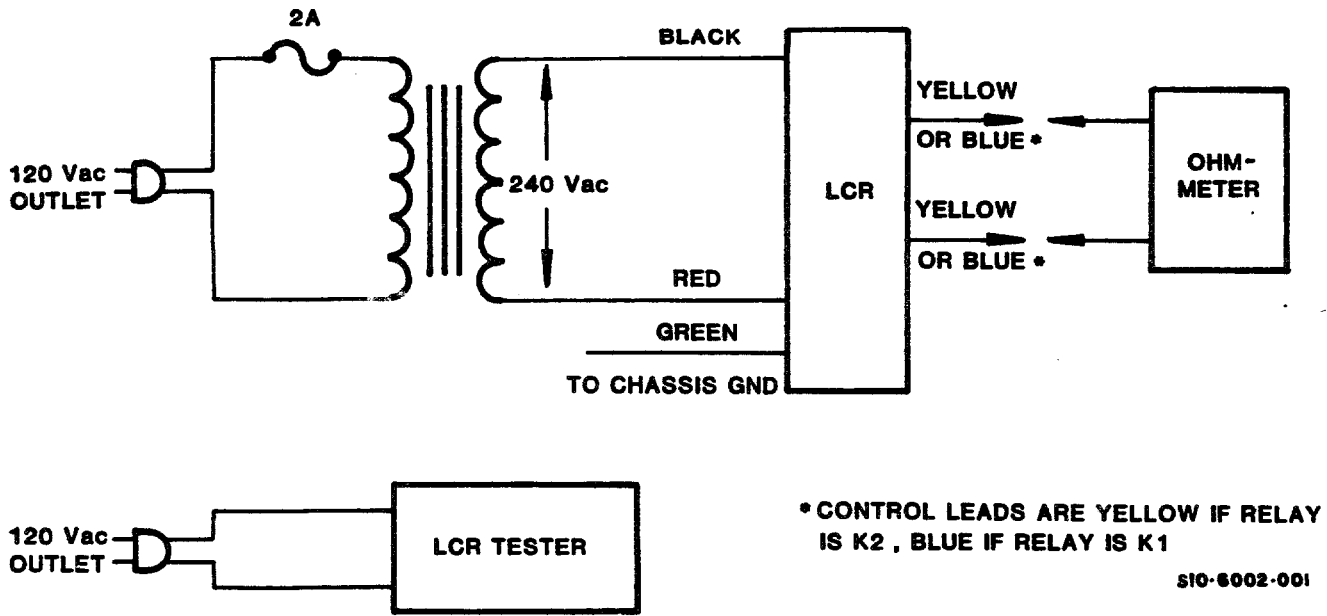 2A
BLACK
120 Vac
OUTLET
240 Vac
RED
GREEN
TO CHASSIS GND
LCR
YELLOW
OR BLUE *
YELLOW
OR BLUE *
OHM-
METER
120 Vac
OUTLET
LCR TESTER
* CONTROL LEADS ARE YELLOW IF RELAY
IS K2 , BLUE IF RELAY IS K1
S10-6002-001